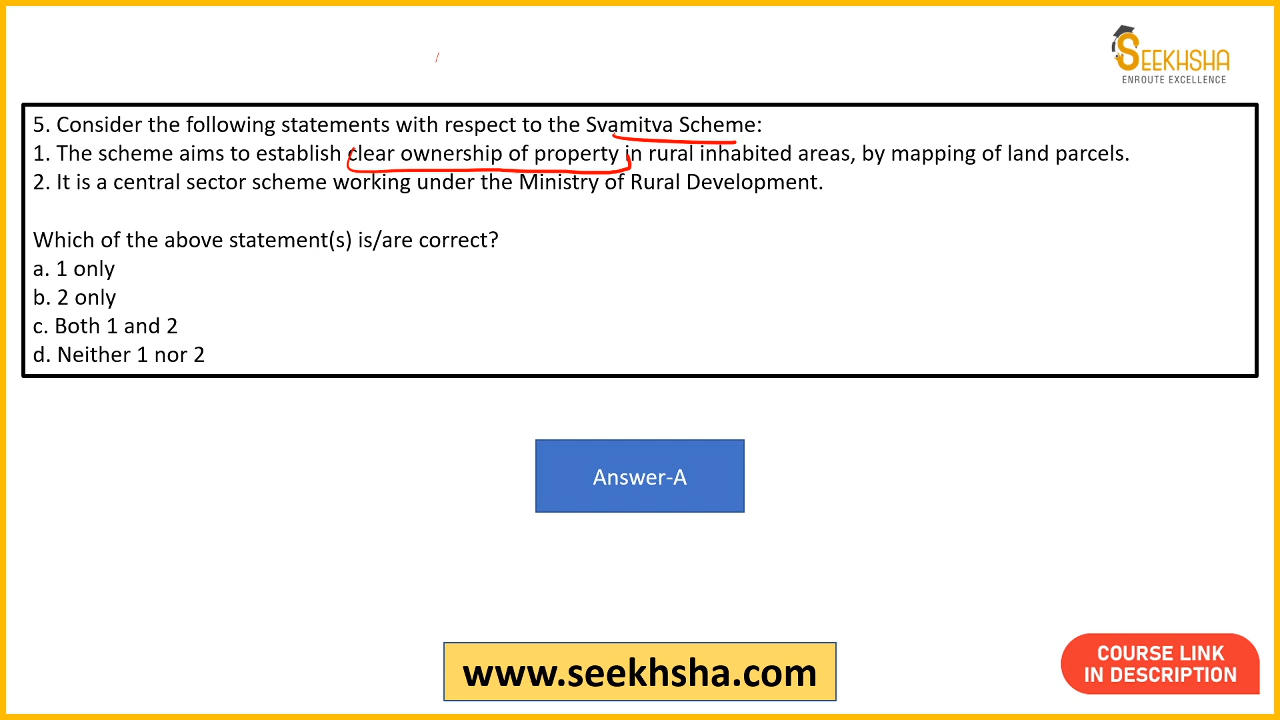 SEEKHSHA
ENROUTE EXCELLENCE
5. Consider the following statements with respect to the Svamitva Scheme:
1. The scheme aims to establish clear ownership of property in rural inhabited areas, by mapping of land parcels.
2. It is a central sector scheme working under the Ministry of Rural Development.
Which of the above statement(s) is/are correct?
a. 1 only
b. 2 only
c. Both 1 and 2
d. Neither 1 nor 2
Answer-A
www.seekhsha.com
COURSE LINK
IN DESCRIPTION